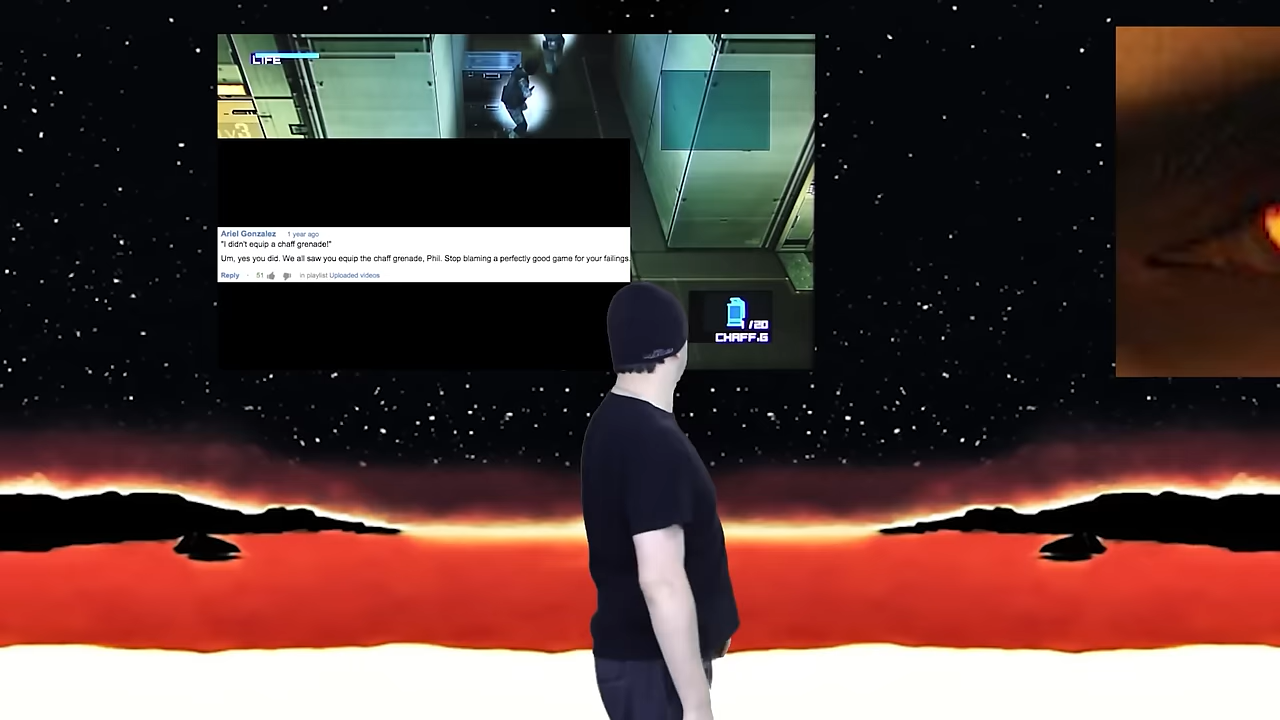 LIFE
v3
Ariel Gonzalez 1 year ago
"I didn't equip a chaff grenade!"
Um, yes you did. We all saw you equip the chaff grenade, Phil. Stop blaming a perfectly good game for your failings.
Reply · 51 in playlist Uploaded videos
1 /20
CHAFF.G